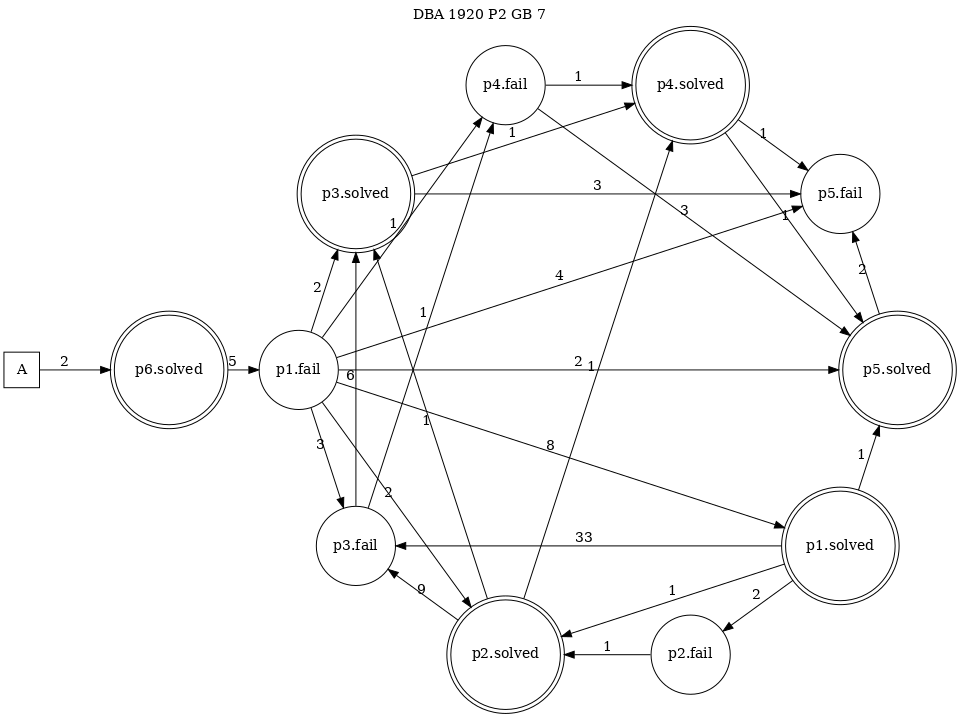 DBA 1920 P2 GB 7
p4.fail
1
p4.solved
1
1
p3.solved
3
p5.fail
1
3
1
4
2
2
1
A
2
p6.solved
5
p1.fail
2
1
p5.solved
6
3
1
8
1
2
p3.fail
33
p1.solved
9
1
2
p2.solved
1
p2.fail